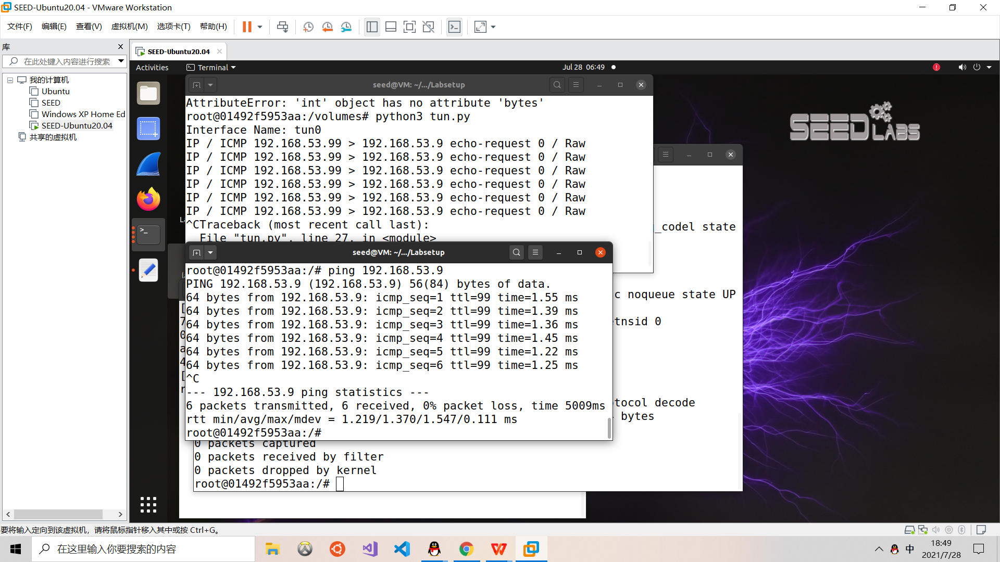 SEED-Ubuntu20.04 - VMware Workstation
文件(F) 编辑(E) 查看(V) 虚拟机(M) 选项卡(T) 帮助(H)
库
在此处键入内容进行搜索
我的计算机
Ubuntu
SEED
Windows XP Home Ed
SEED-Ubuntu20.04
共享的虚拟机
SEED-Ubuntu20.04
Activities
Terminal
Jul 28 06:49
SEED LABS
seed@VM: ~/.../Labsetup
AttributeError: 'int' object has no attribute 'bytes'
root@01492f5953aa:/volumes# python3 tun.py
Interface Name: tun0
IP / ICMP 192.168.53.99 > 192.168.53.9 echo-request 0 / Raw
IP / ICMP 192.168.53.99 > 192.168.53.9 echo-request 0 / Raw
IP / ICMP 192.168.53.99 > 192.168.53.9 echo-request 0 / Raw
IP / ICMP 192.168.53.99 > 192.168.53.9 echo-request 0 / Raw
IP / ICMP 192.168.53.99 > 192.168.53.9 echo-request 0 / Raw
IP / ICMP 192.168.53.99 > 192.168.53.9 echo-request 0 / Raw
^CTraceback (most recent call last):
File "tun.py", line 27, in <module>
seed@VM: ~/.../Labsetup
root@01492f5953aa:/# ping 192.168.53.9
PING 192.168.53.9 (192.168.53.9) 56(84) bytes of data.
64 bytes from 192.168.53.9: icmp_seq=1 ttl=99 time=1.55 ms
64 bytes from 192.168.53.9: icmp_seq=2 ttl=99 time=1.39 ms
64 bytes from 192.168.53.9: icmp_seq=3 ttl=99 time=1.36 ms
64 bytes from 192.168.53.9: icmp_seq=4 ttl=99 time=1.45 ms
64 bytes from 192.168.53.9: icmp_seq=5 ttl=99 time=1.22 ms
64 bytes from 192.168.53.9: icmp_seq=6 ttl=99 time=1.25 ms
^C
--- 192.168.53.9 ping statistics ---
6 packets transmitted, 6 received, 0% packet loss, time 5009ms
rtt min/avg/max/mdev = 1.219/1.370/1.547/0.111 ms
root@01492f5953aa:/#
_codel state
c noqueue state UP
tnsid 0
tocol decode
bytes
0 packets captured
0 packets received by filter
0 packets dropped by kernel
root@01492f5953aa:/#
要将输入定向到该虚拟机，请将鼠标指针移入其中或按 Ctrl+G。
在这里输入你要搜索的内容
中
18:49
2021/7/28